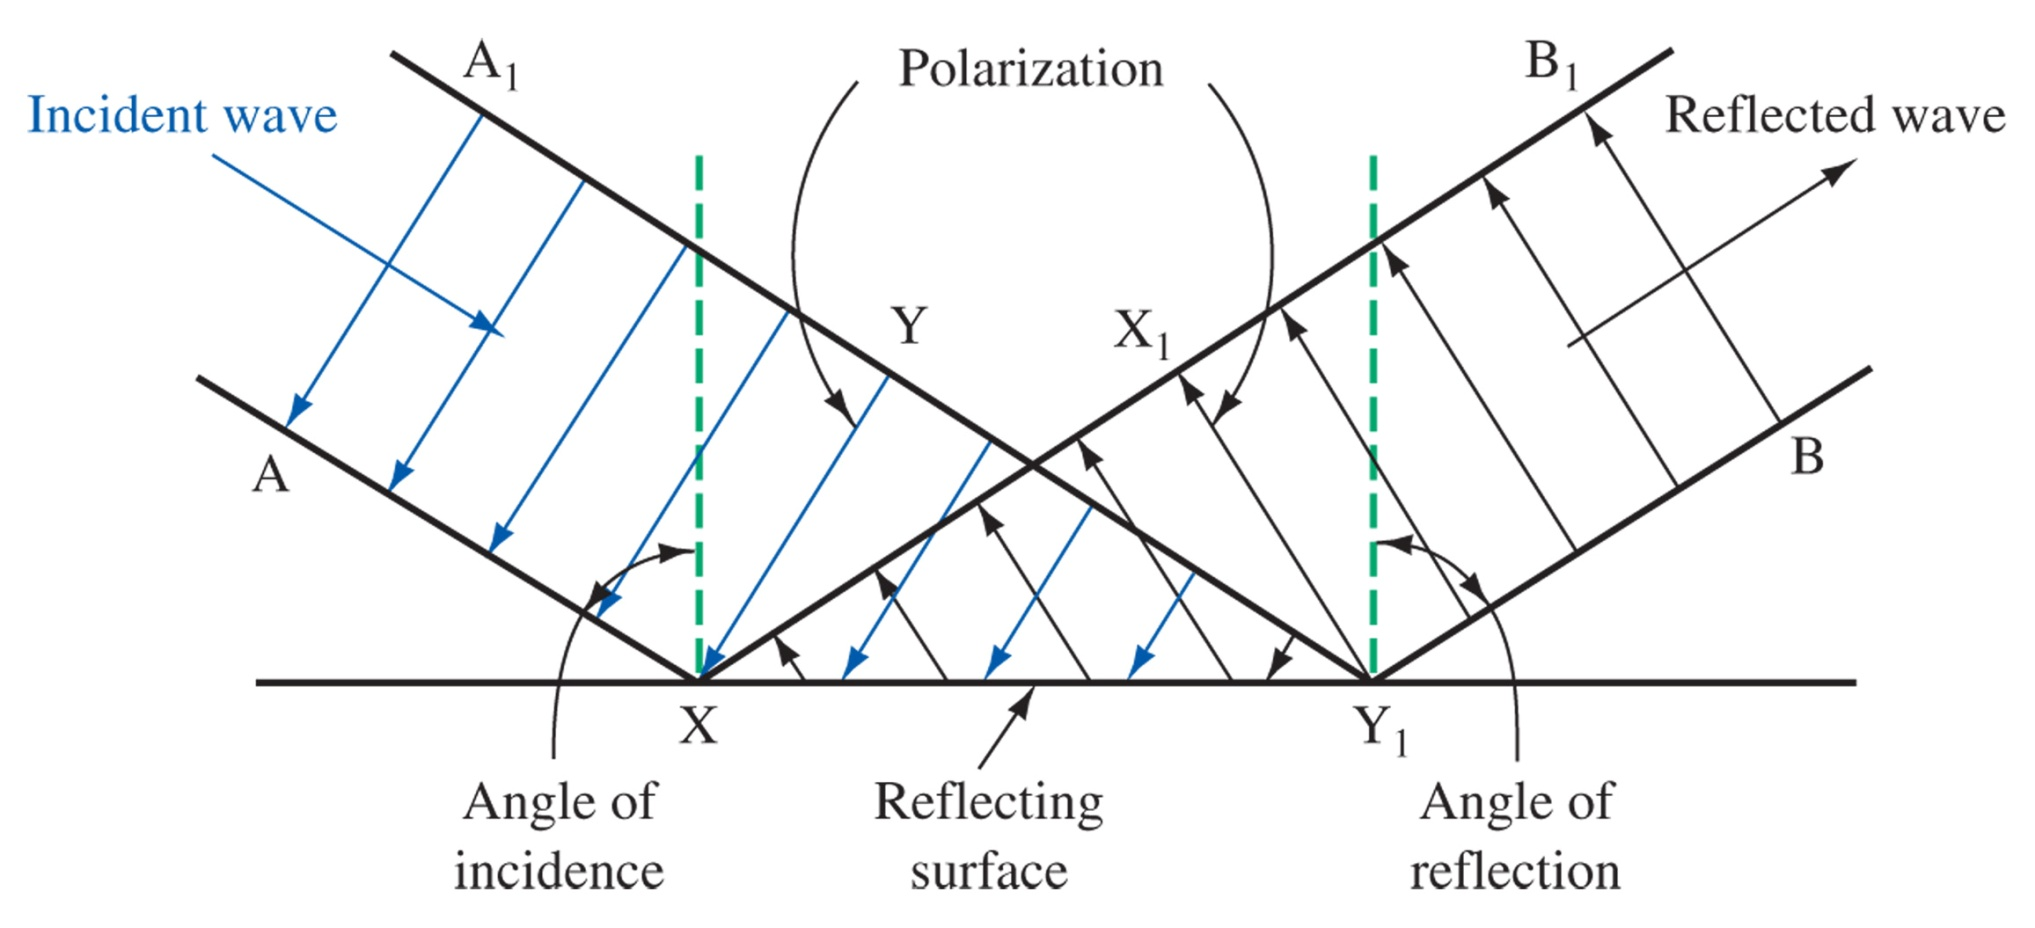 A₁
Polarization
B₁
Incident wave
Reflected wave
Y
X₁
A
B
X
Y₁
Angle of
incidence
Reflecting
surface
Angle of
reflection